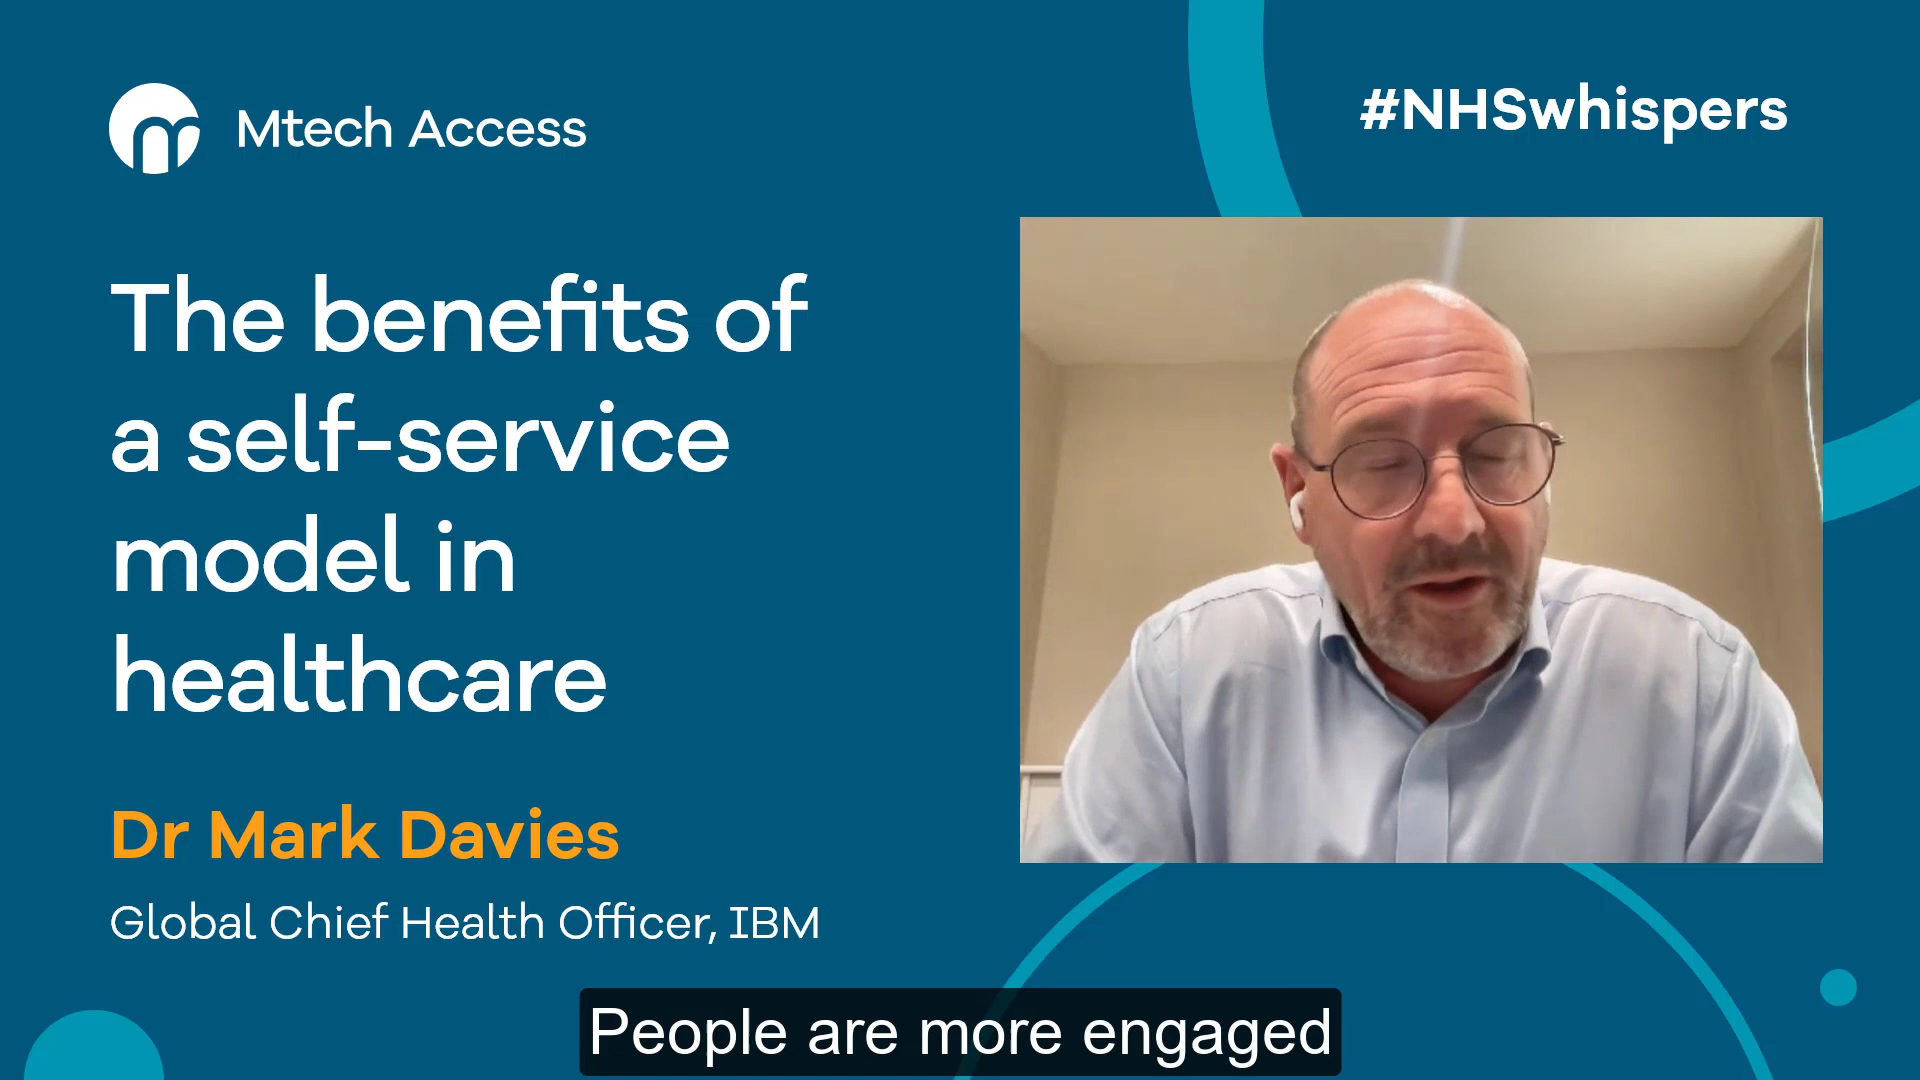 Mtech Access
#NHSwhispers
The benefits of
a self-service
model in
healthcare
Dr Mark Davies
Global Chief Health Officer, IBM
People are more engaged